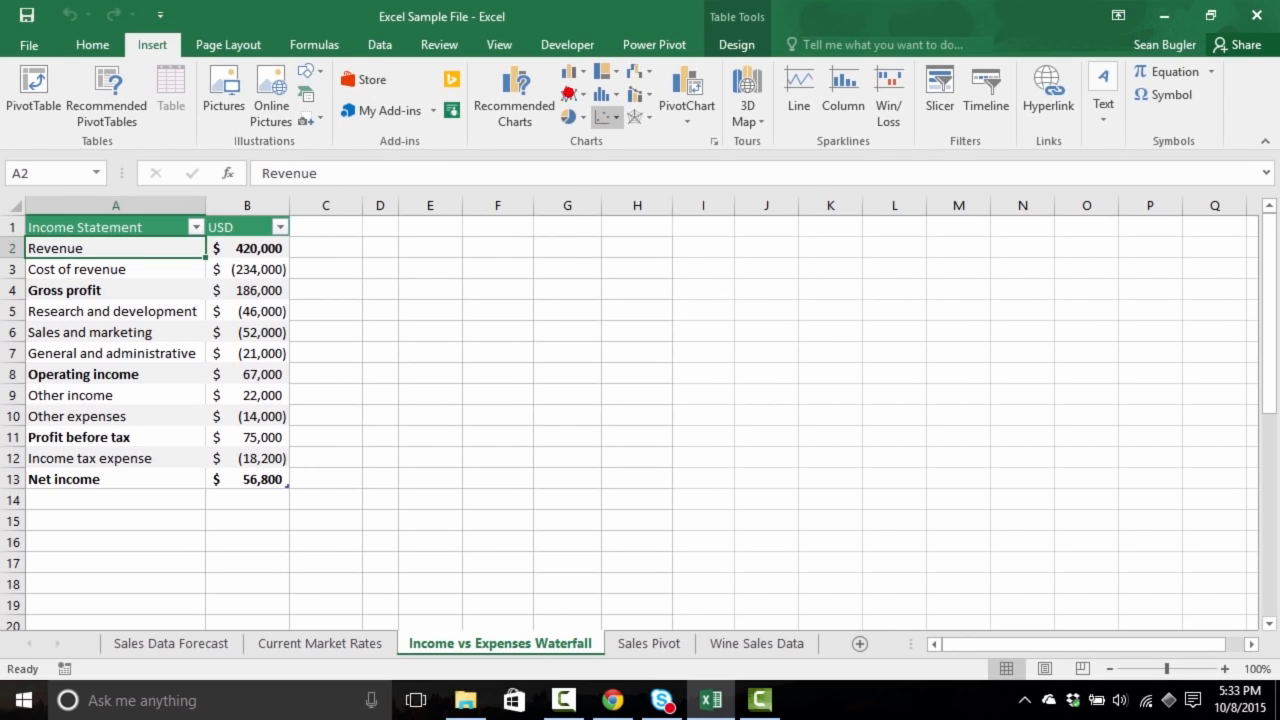 Excel Sample File - Excel
Table Tools
File Home Insert Page Layout Formulas Data Review View Developer Power Pivot Design Tell me what you want to do... Sean Bugler Share
PivotTable
Recommended
PivotTables
Table
Tables
Pictures
Online
Pictures
Illustrations
Store
My Add-ins
Add-ins
Recommended
Charts
PivotChart
Charts
3D
Map
Tours
Line
Column
Win/
Loss
Sparklines
Slicer
Timeline
Filters
Hyperlink
Links
A
Text
π Equation
Ω Symbol
Symbols
A2
fx
Revenue
A B C D E F G H I J K L M N O P Q
1 Income Statement USD
2 Revenue $ 420,000
3 Cost of revenue $ (234,000)
4 Gross profit $ 186,000
5 Research and development $ (46,000)
6 Sales and marketing $ (52,000)
7 General and administrative $ (21,000)
8 Operating income $ 67,000
9 Other income $ 22,000
10 Other expenses $ (14,000)
11 Profit before tax $ 75,000
12 Income tax expense $ (18,200)
13 Net income $ 56,800
14
15
16
17
18
19
20
Sales Data Forecast Current Market Rates Income vs Expenses Waterfall Sales Pivot Wine Sales Data
Ready
100%
Ask me anything
5:33 PM
10/8/2015